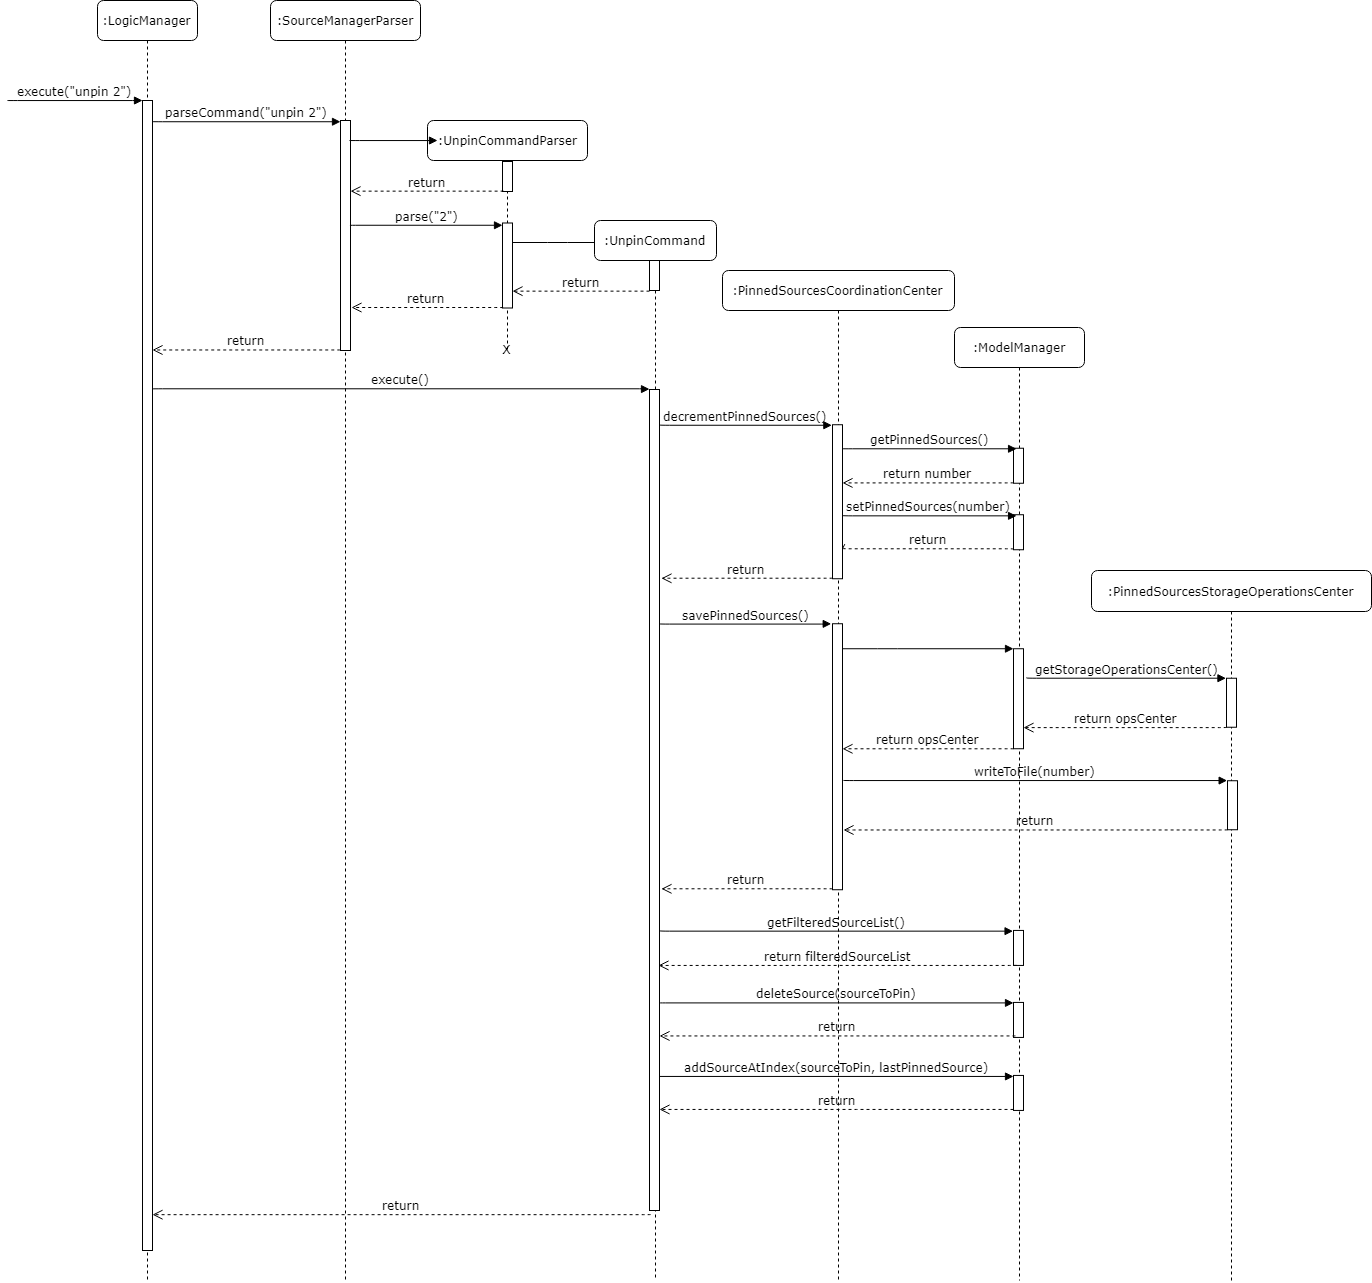 :LogicManager
:SourceManagerParser
execute("unpin 2")
parseCommand("unpin 2")
:UnpinCommandParser
return
parse("2")
:UnpinCommand
return
return
:PinnedSourcesCoordinationCenter
return
X
:ModelManager
execute()
decrementPinnedSources()
getPinnedSources()
return number
setPinnedSources(number)
return
return
:PinnedSourcesStorageOperationsCenter
savePinnedSources()
getStorageOperationsCenter()
return opsCenter
return opsCenter
writeToFile(number)
return
return
getFilteredSourceList()
return filteredSourceList
deleteSource(sourceToPin)
return
addSourceAtIndex(sourceToPin, lastPinnedSource)
return
return